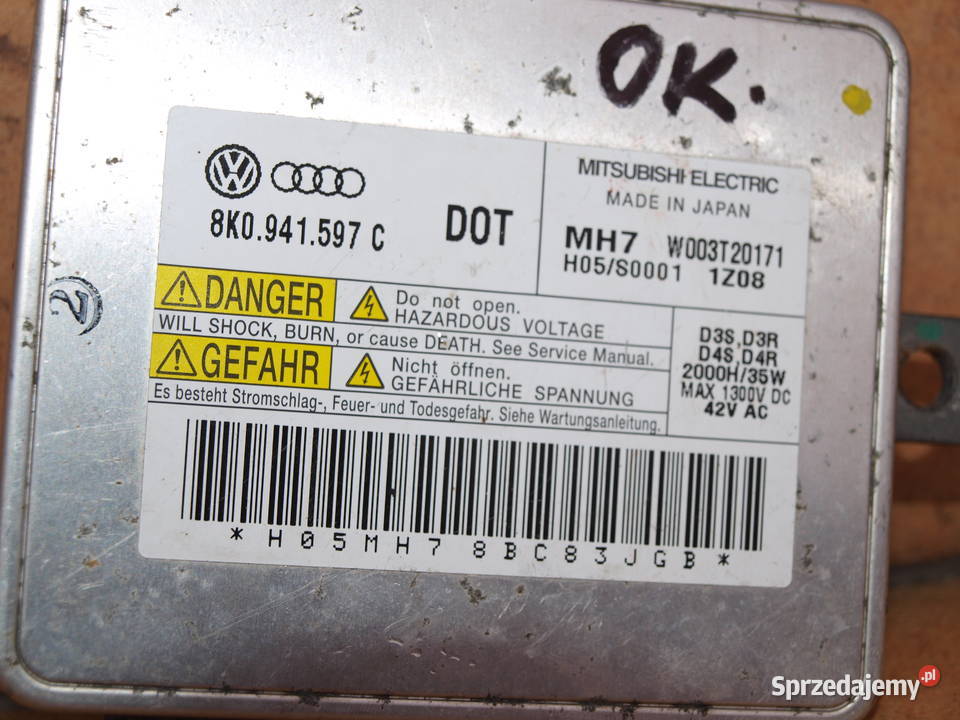 OK.
8K0.941.597 C
DOT
MITSUBISHI ELECTRIC
MADE IN JAPAN
MH7 W003T20171
H05/S0001 1Z08
DANGER
Do not open.
HAZARDOUS VOLTAGE
WILL SHOCK, BURN, or cause DEATH. See Service Manual.
GEFAHR
Nicht öffnen.
GEFÄHRLICHE SPANNUNG
Es besteht Stromschlag-, Feuer- und Todesgefahr. Siehe Wartungsanleitung.
D3S,D3R
D4S,D4R
2000H/35W
MAX 1300V DC
42V AC
*H05MH78BC83JGB*
Sprzedajemy.pl